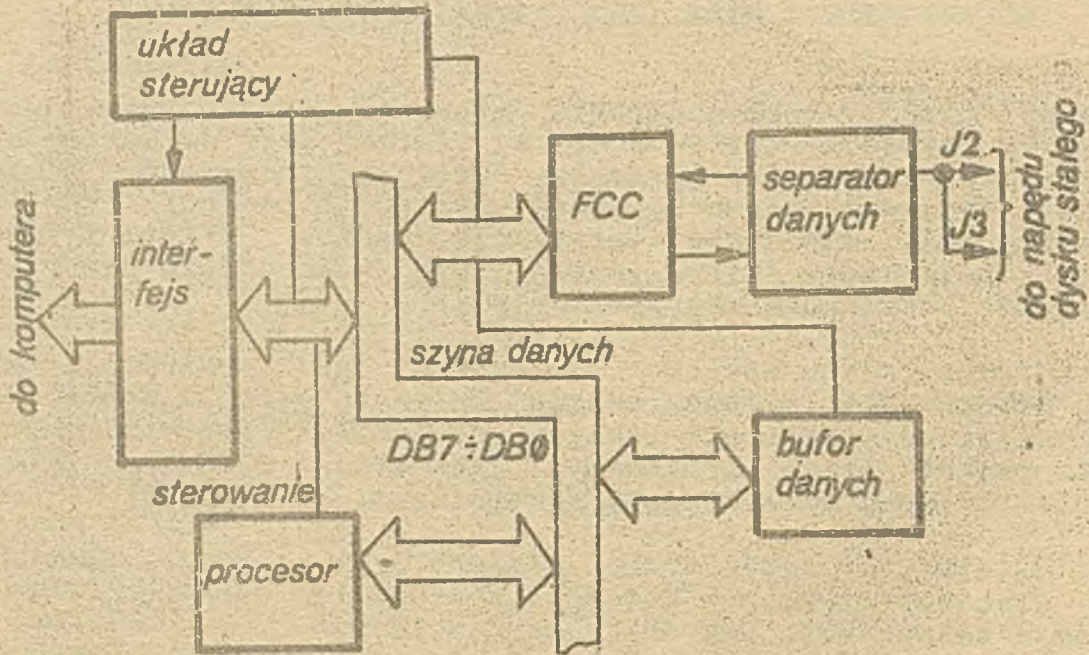 układ
sterujący
inter-
fejs
do komputera
FCC
separator
danych
J2
J3
do napędu
dysku stałego
szyna danych
DB7÷DB0
bufor
danych
sterowanie
procesor